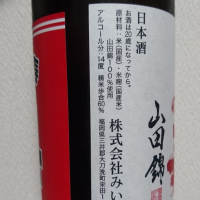 山田錦
日本酒
お酒は20歳になってから。
原材料:米(国産)・米麹(国産米)
山田錦100%使用
アルコール分:14度 精米歩合60%
株式会社みい
福岡県三井郡大刀洗町栄田1